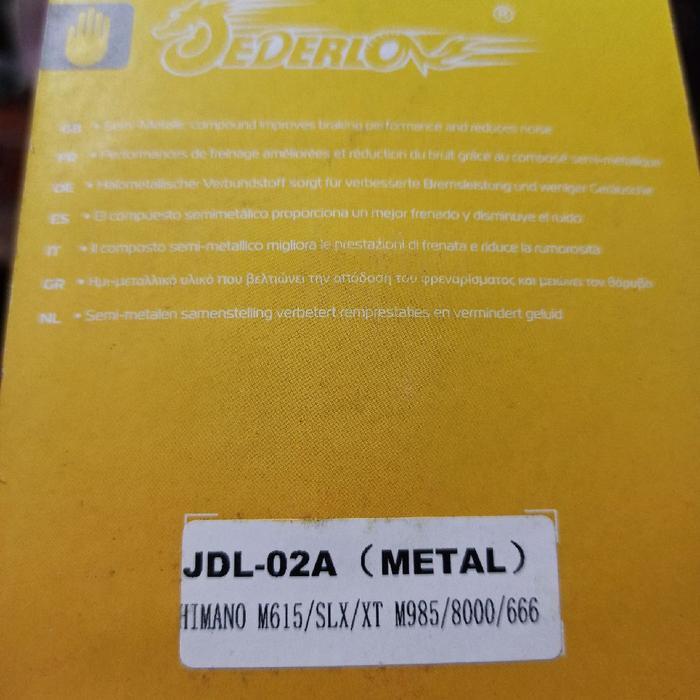 JEDERLO ®
GB • Semi-Metalic compound improves braking performance and reduces noise
FR • Performances de freinage améliorées et réduction du bruit grâce au composé semi-métalique
DE • Halbmetallischer Verbundstoff sorgt für verbesserte Bremsleistung und weniger Geräusche
ES • El compuesto semimetálico proporciona un mejor frenado y disminuye el ruido
IT • Il composto semi-metallico migliora le prestazioni di frenata e riduce la rumorosità
GR • Ημι-μεταλλικό υλικό που βελτιώνει την απόδοση του φρεναρίσματος και μειώνει τον θόρυβο
NL • Semi-metalen samenstelling verbetert remprestaties en vermindert geluid
JDL-02A (METAL)
HIMANO M615/SLX/XT M985/8000/666